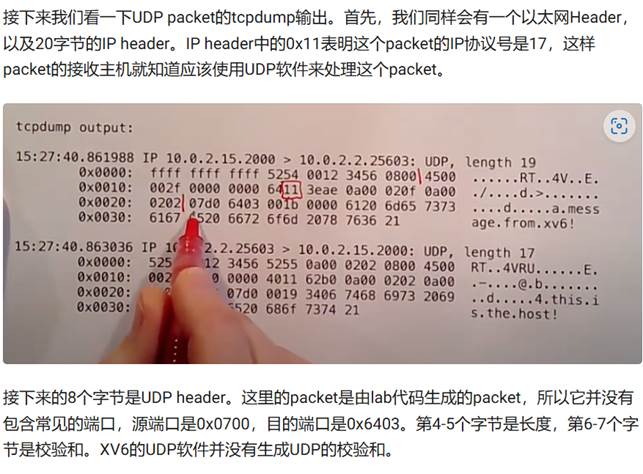 接下来我们看一下UDP packet的tcpdump输出。首先，我们同样会有一个以太网Header，
以及20字节的IP header。IP header中的0x11表明这个packet的IP协议号是17，这样
packet的接收主机就知道应该使用UDP软件来处理这个packet。
tcpdump output:
15:27:40.861988 IP 10.0.2.15.2000 > 10.0.2.2.25603: UDP, length 19
0x0000: ffff ffff ffff 5254 0012 3456 0800 4500 ......RT..4V..E.
0x0010: 002f 0000 0000 6411 3eae 0a00 020f 0a00 ./....d.>.......
0x0020: 0202 07d0 6403 001b 0000 6120 6d65 7373 ....d.....a.mess
0x0030: 6167 6520 6672 6f6d 2078 7636 21 age.from.xv6!
15:27:40.863036 IP 10.0.2.2.25603 > 10.0.2.15.2000: UDP, length 17
0x0000: 12 3456 5255 0a00 0202 0800 4500 RT..4VRU......E.
0x0010: 0000 4011 62b0 0a00 0202 0a00 .-....@.b.......
0x0020: 07d0 0019 3406 7468 6973 2069 ..d.....4.this.i
0x0030: 6520 686f 7374 21 s.the.host!
接下来的8个字节是UDP header。这里的packet是由lab代码生成的packet，所以它并没有
包含常见的端口，源端口是0x0700，目的端口是0x6403。第4-5个字节是长度，第6-7个字
节是校验和。XV6的UDP软件并没有生成UDP的校验和。